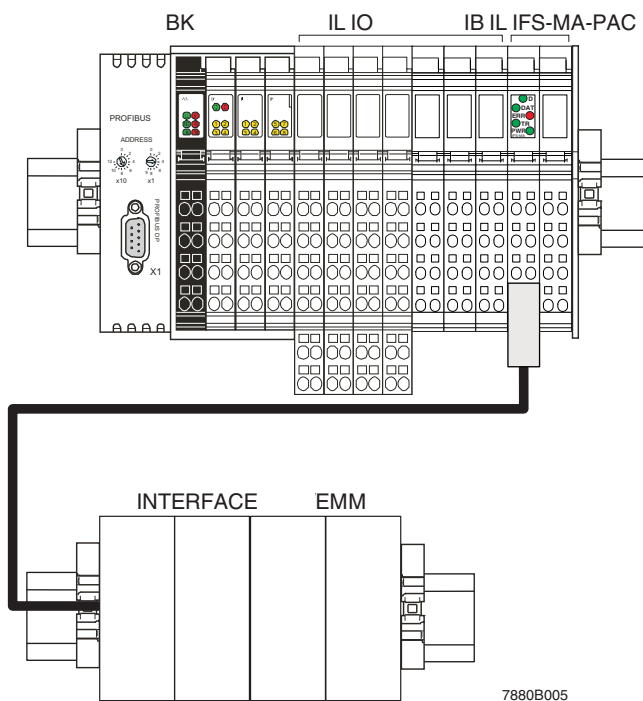 BK IL IO IB IL IFS-MA-PAC
PROFIBUS
ADDRESS
x10 x1
PROFIBUS DP
X1
D
DAT
ERR
TR
PWR
INTERFACE EMM
7880B005